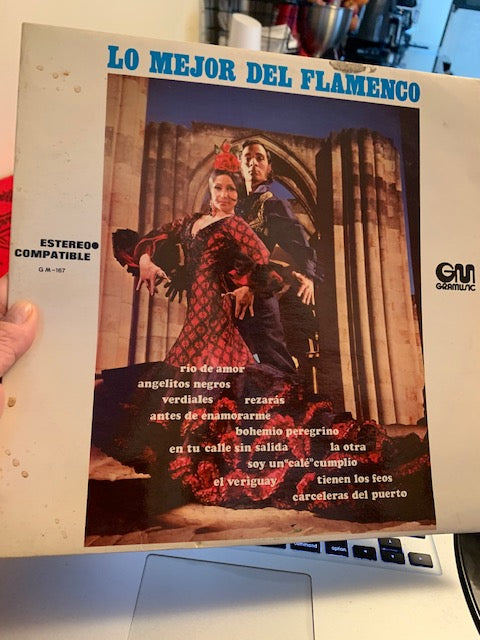 LO MEJOR DEL FLAMENCO
ESTEREO
COMPATIBLE
GM-167
GM
GRAMUSIC
rio de amor
angelitos negros
verdiales rezarás
antes de enamorarme
bohemio peregrino
en tu calle sin salida la otra
soy un "calé" cumplio
el veriguay tienen los feos
carceleras del puerto
command option